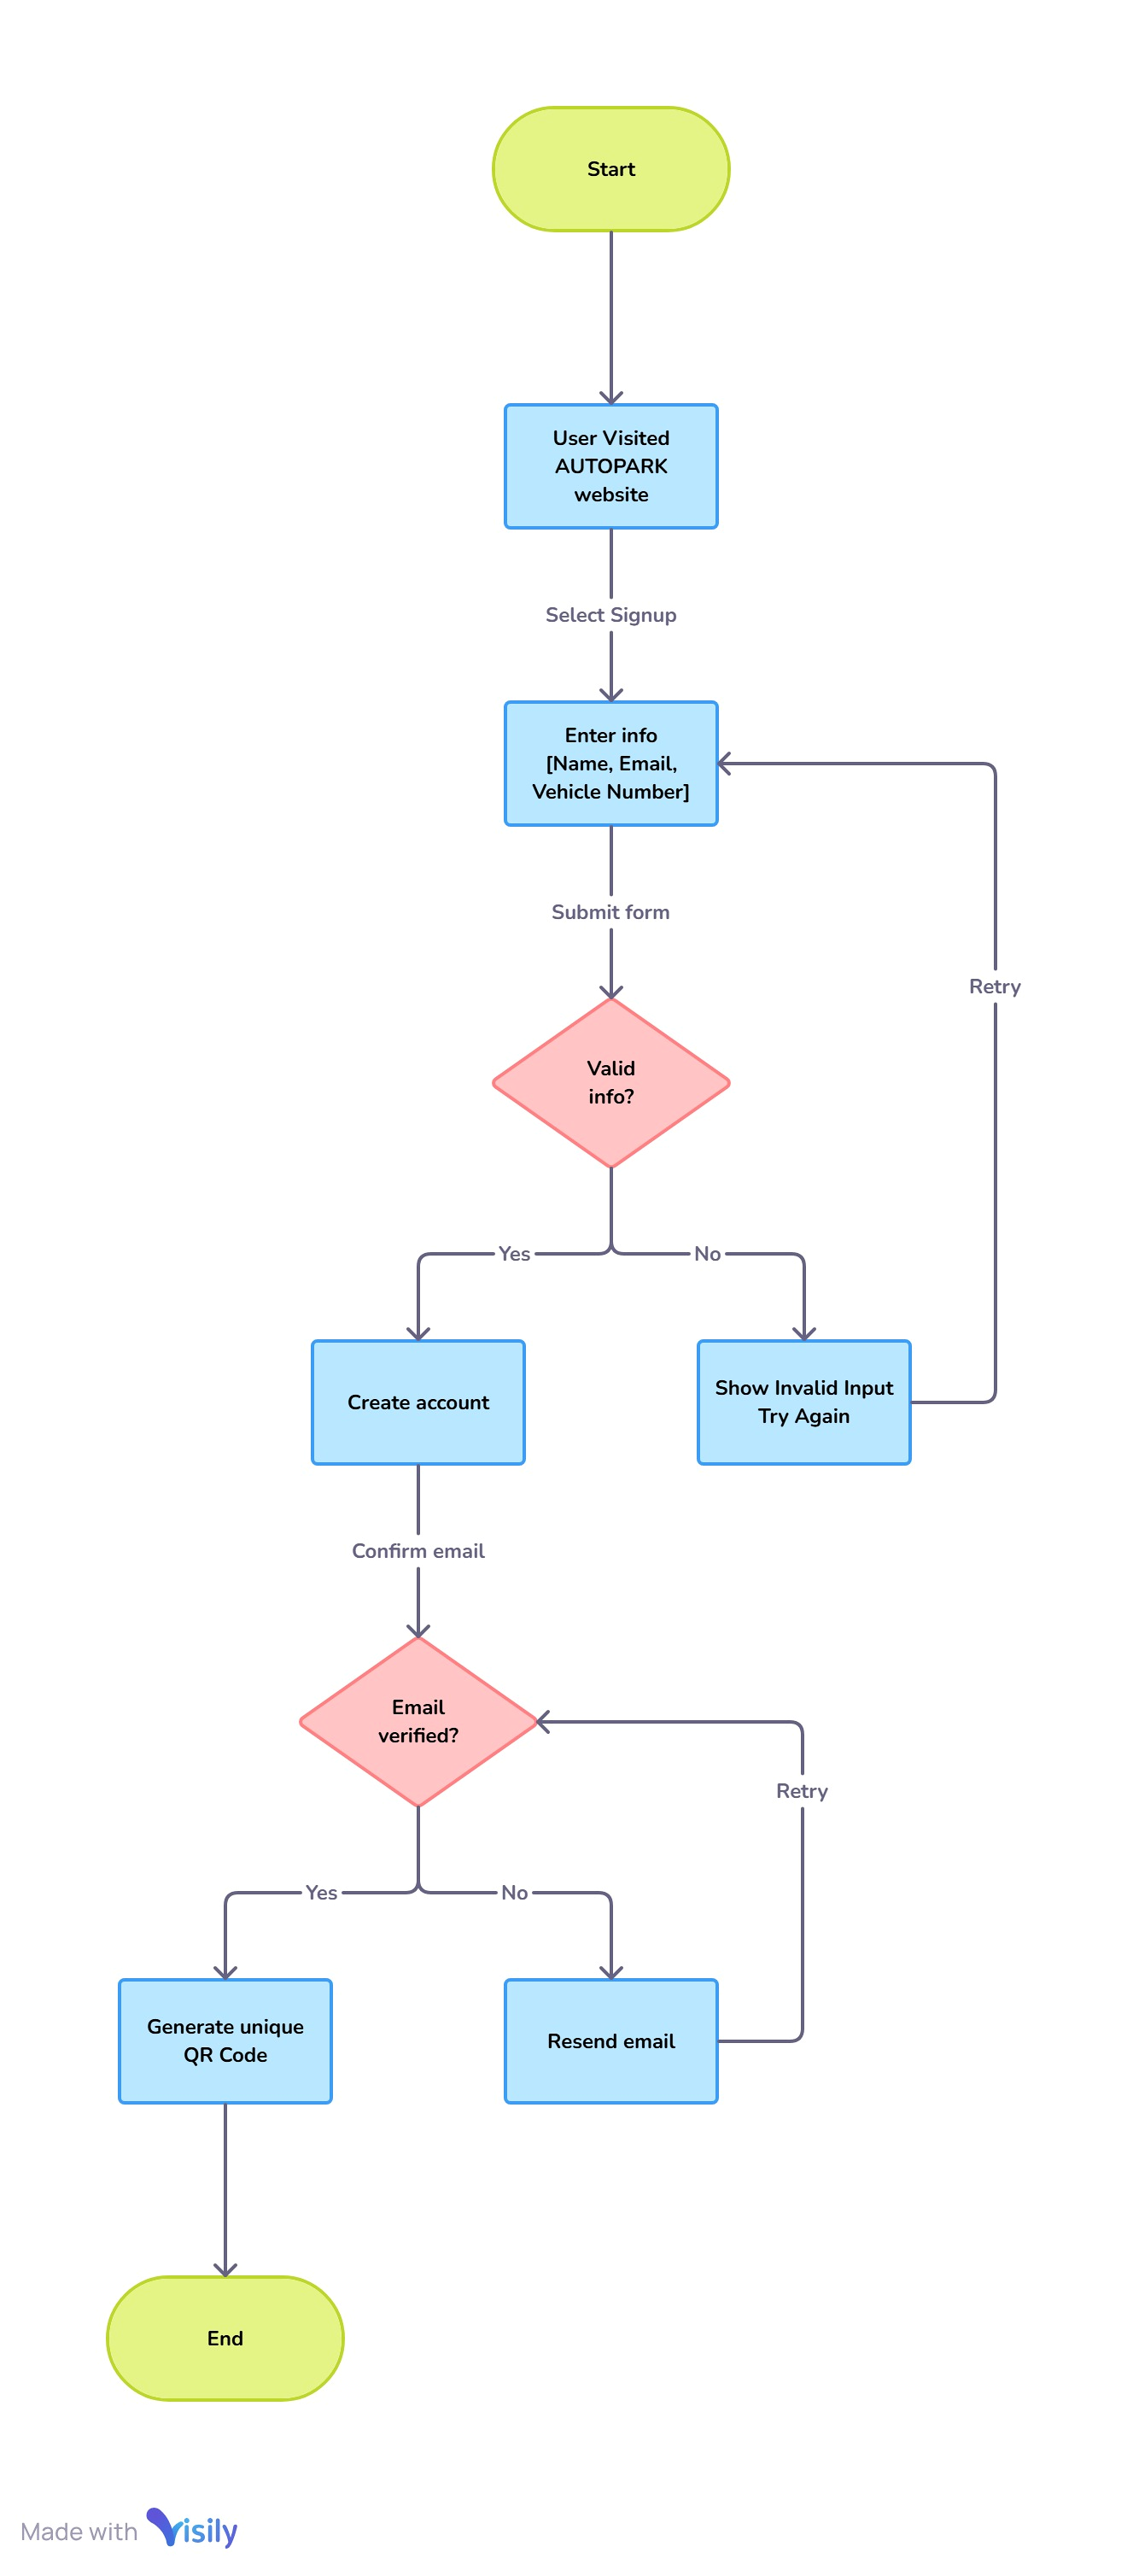 Start
User Visited
AUTOPARK
website
Select Signup
Enter info
[Name, Email,
Vehicle Number]
Submit form
Retry
Valid
info?
Yes
No
Create account
Show Invalid Input
Try Again
Confirm email
Email
verified?
Retry
Yes
No
Generate unique
QR Code
Resend email
End
Made with Visily